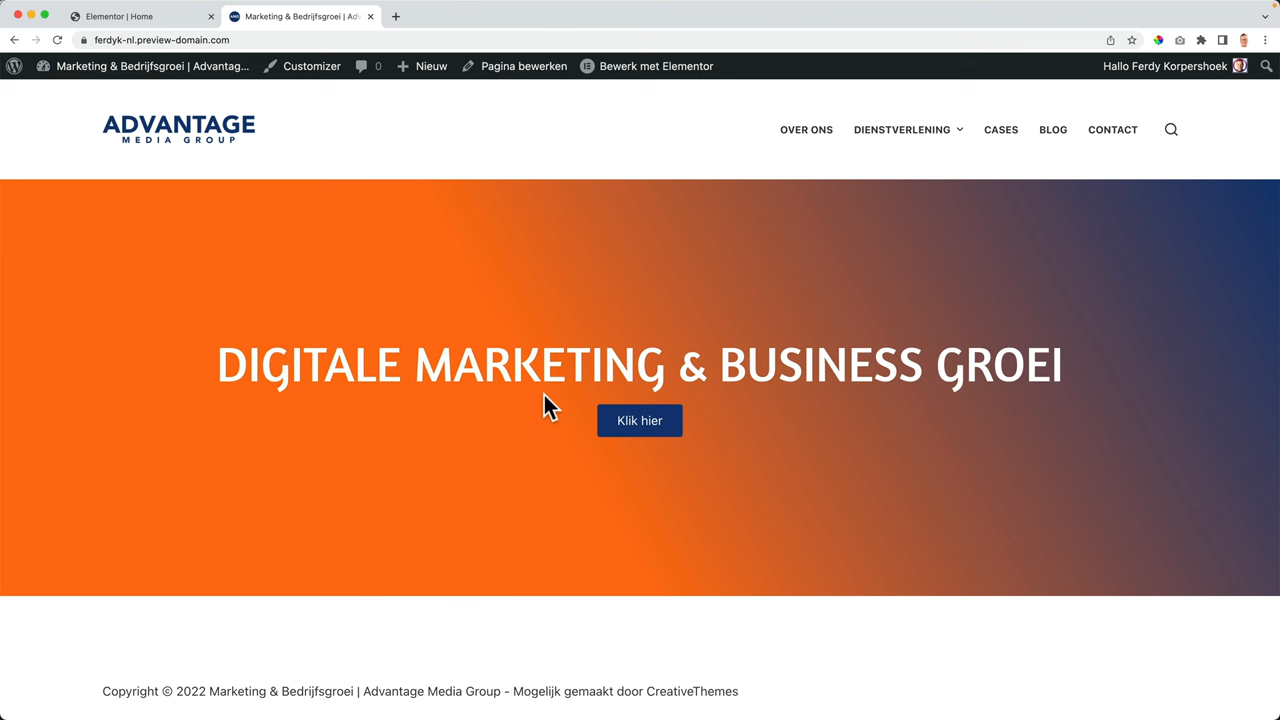 Elementor | Home
Marketing & Bedrijfsgroei | Adv
ferdyk-nl.preview-domain.com
Marketing & Bedrijfsgroei | Advantag...
Customizer
0
Nieuw
Pagina bewerken
Bewerk met Elementor
Hallo Ferdy Korpershoek
ADVANTAGE
MEDIA GROUP
OVER ONS
DIENSTVERLENING
CASES
BLOG
CONTACT
DIGITALE MARKETING & BUSINESS GROEI
Klik hier
Copyright © 2022 Marketing & Bedrijfsgroei | Advantage Media Group - Mogelijk gemaakt door CreativeThemes